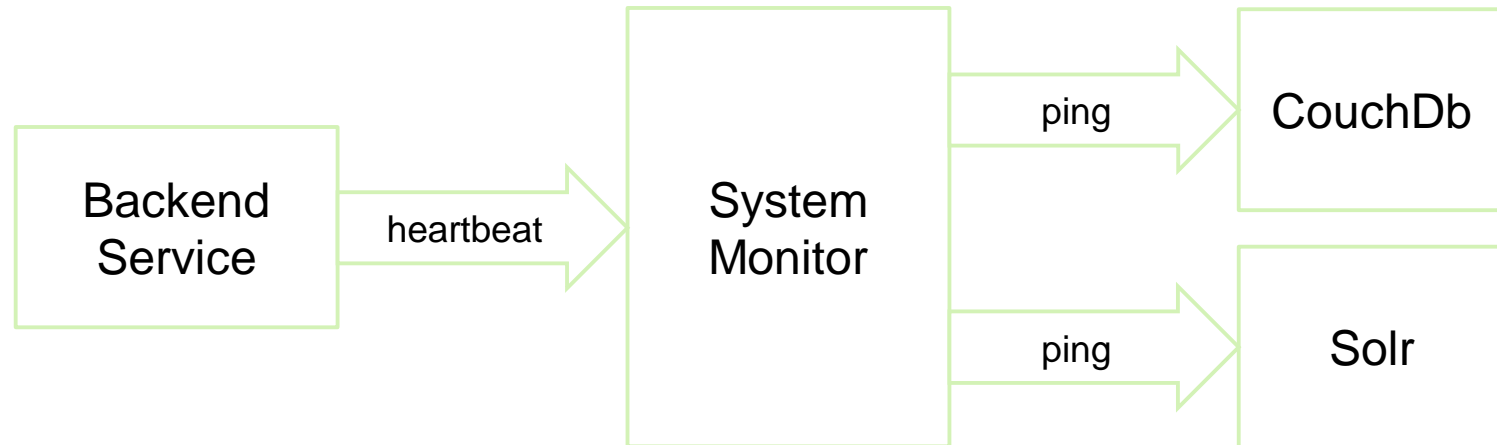 Backend
Service
heartbeat
System
Monitor
ping
CouchDb
ping
Solr